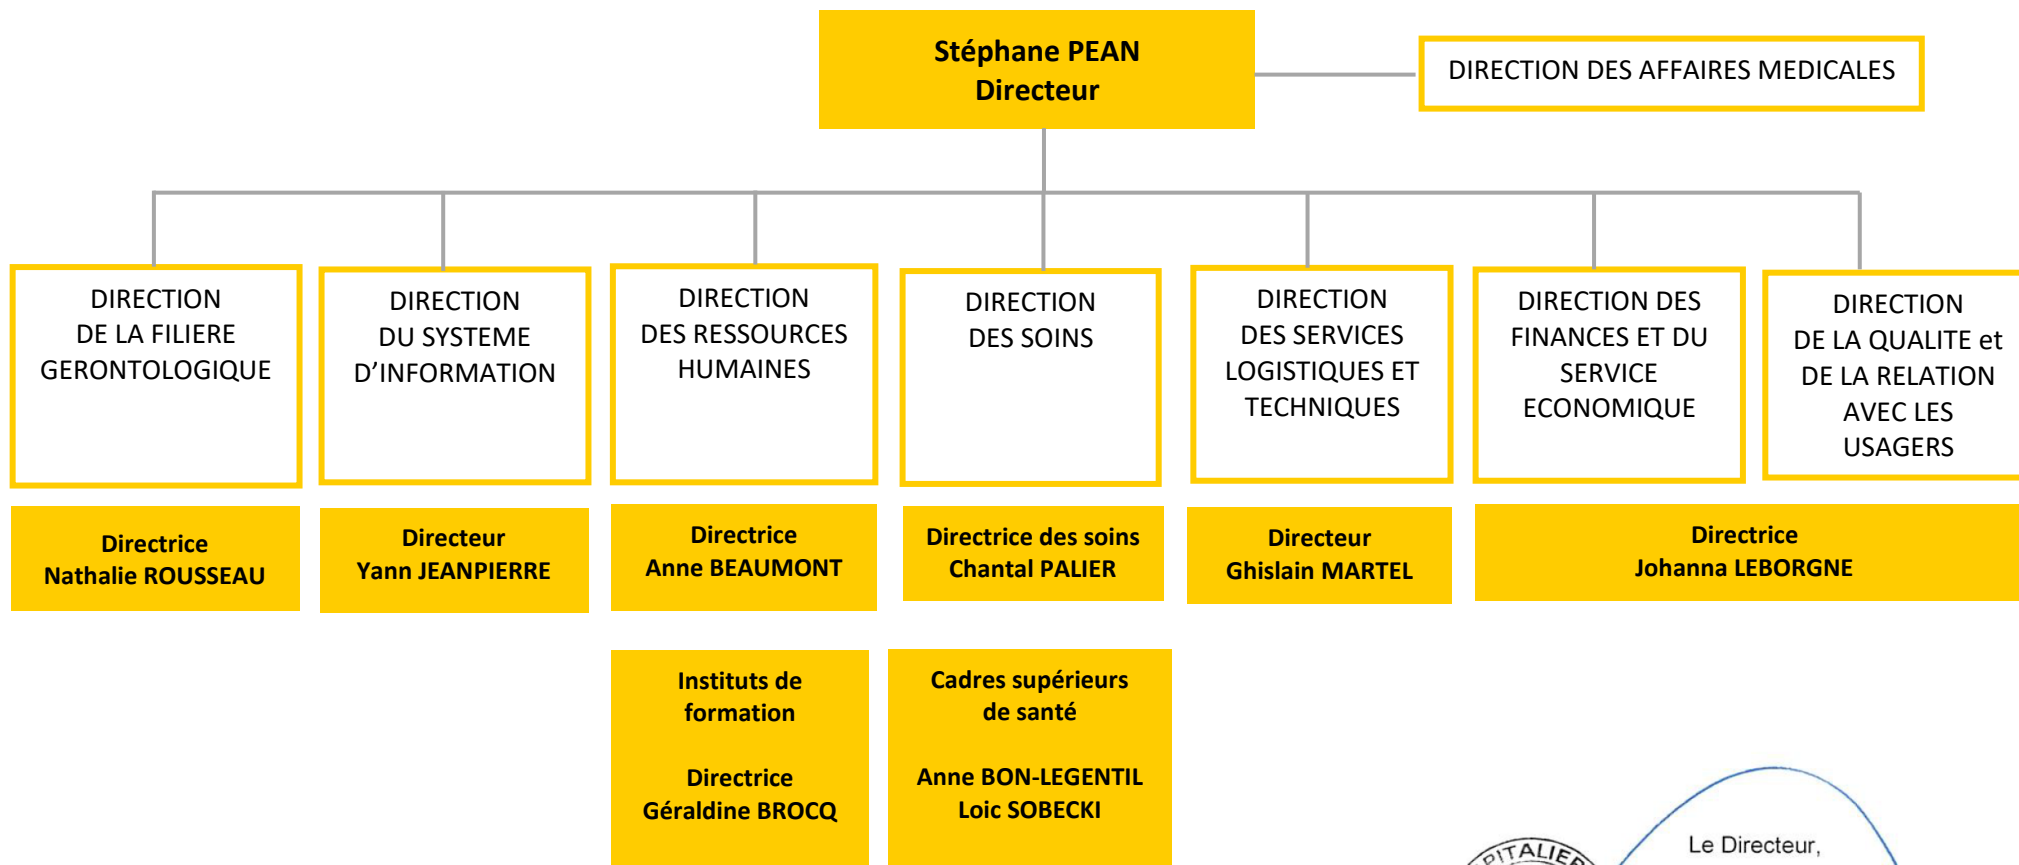 Stéphane PEAN
Directeur
DIRECTION DES AFFAIRES MEDICALES
DIRECTION
DE LA FILIERE
GERONTOLOGIQUE
DIRECTION
DU SYSTEME
D’INFORMATION
DIRECTION
DES RESSOURCES
HUMAINES
DIRECTION
DES SOINS
DIRECTION
DES SERVICES
LOGISTIQUES ET
TECHNIQUES
DIRECTION DES
FINANCES ET DU
SERVICE
ECONOMIQUE
DIRECTION
DE LA QUALITE et
DE LA RELATION
AVEC LES
USAGERS
Directrice
Nathalie ROUSSEAU
Directeur
Yann JEANPIERRE
Directrice
Anne BEAUMONT
Directrice des soins
Chantal PALIER
Directeur
Ghislain MARTEL
Directrice
Johanna LEBORGNE
Instituts de
formation
Directrice
Géraldine BROCQ
Cadres supérieurs
de santé
Anne BON-LEGENTIL
Loic SOBECKI
Le Directeur,